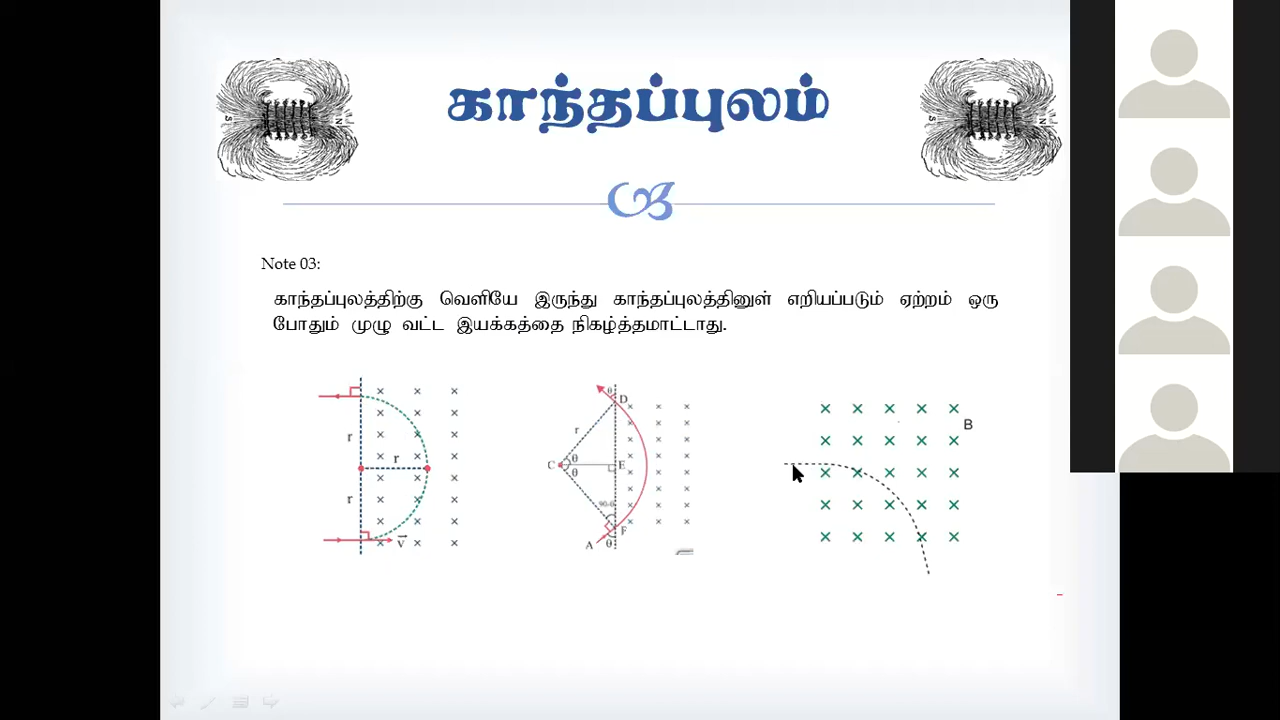 காந்தப்புலம்
Note 03:
காந்தப்புலத்திற்கு வெளியே இருந்து காந்தப்புலத்தினுள் எறியப்படும் ஏற்றம் ஒரு
போதும் முழு வட்ட இயக்கத்தை நிகழ்த்தமாட்டாது.
r
r
r
v
θ
D
r
C
θ
θ
E
90-θ
F
A
θ
B
S
N
S
N